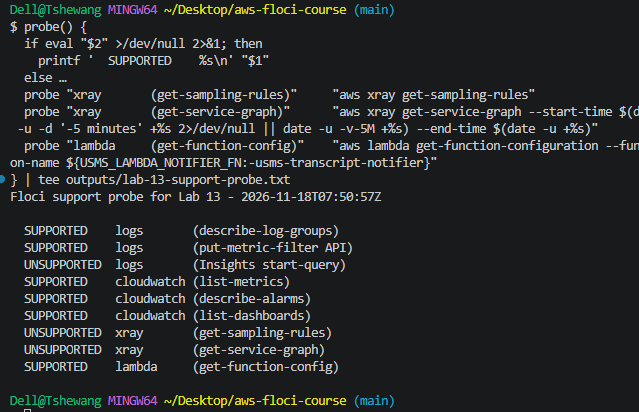 Dell@Tshewang MINGW64 ~/Desktop/aws-floci-course (main)
$ probe() {
  if eval "$2" >/dev/null 2>&1; then
    printf '  SUPPORTED    %s\n' "$1"
  else …
  probe "xray       (get-sampling-rules)"     "aws xray get-sampling-rules"
  probe "xray       (get-service-graph)"      "aws xray get-service-graph --start-time $(d
 -u -d '-5 minutes' +%s 2>/dev/null || date -u -v-5M +%s) --end-time $(date -u +%s)"
  probe "lambda     (get-function-config)"    "aws lambda get-function-configuration --fun
on-name ${USMS_LAMBDA_NOTIFIER_FN:-usms-transcript-notifier}"
} | tee outputs/lab-13-support-probe.txt
Floci support probe for Lab 13 - 2026-11-18T07:50:57Z
  SUPPORTED    logs       (describe-log-groups)
  SUPPORTED    logs       (put-metric-filter API)
  UNSUPPORTED  logs       (Insights start-query)
  SUPPORTED    cloudwatch (list-metrics)
  SUPPORTED    cloudwatch (describe-alarms)
  SUPPORTED    cloudwatch (list-dashboards)
  UNSUPPORTED  xray       (get-sampling-rules)
  UNSUPPORTED  xray       (get-service-graph)
  SUPPORTED    lambda     (get-function-config)
Dell@Tshewang MINGW64 ~/Desktop/aws-floci-course (main)